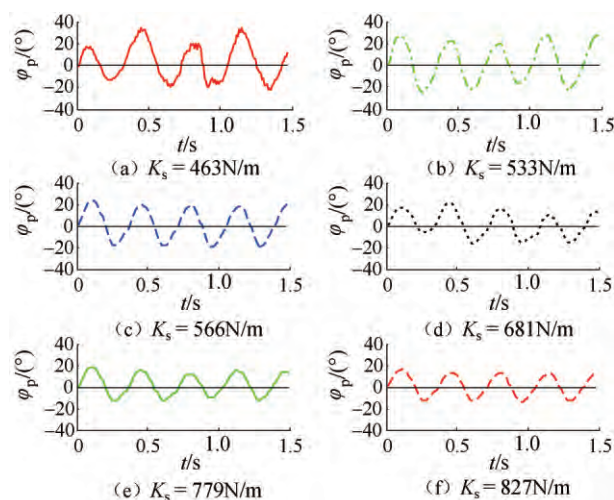 φp/(°)
40
20
0
−20
−40
0 0.5 1.0 1.5
t/s
（a）Ks = 463N/m
φp/(°)
40
20
0
−20
−40
0 0.5 1.0 1.5
t/s
（b）Ks = 533N/m
φp/(°)
40
20
0
−20
−40
0 0.5 1.0 1.5
t/s
（c）Ks = 566N/m
φp/(°)
40
20
0
−20
−40
0 0.5 1.0 1.5
t/s
（d）Ks = 681N/m
φp/(°)
40
20
0
−20
−40
0 0.5 1.0 1.5
t/s
（e）Ks = 779N/m
φp/(°)
40
20
0
−20
−40
0 0.5 1.0 1.5
t/s
（f）Ks = 827N/m